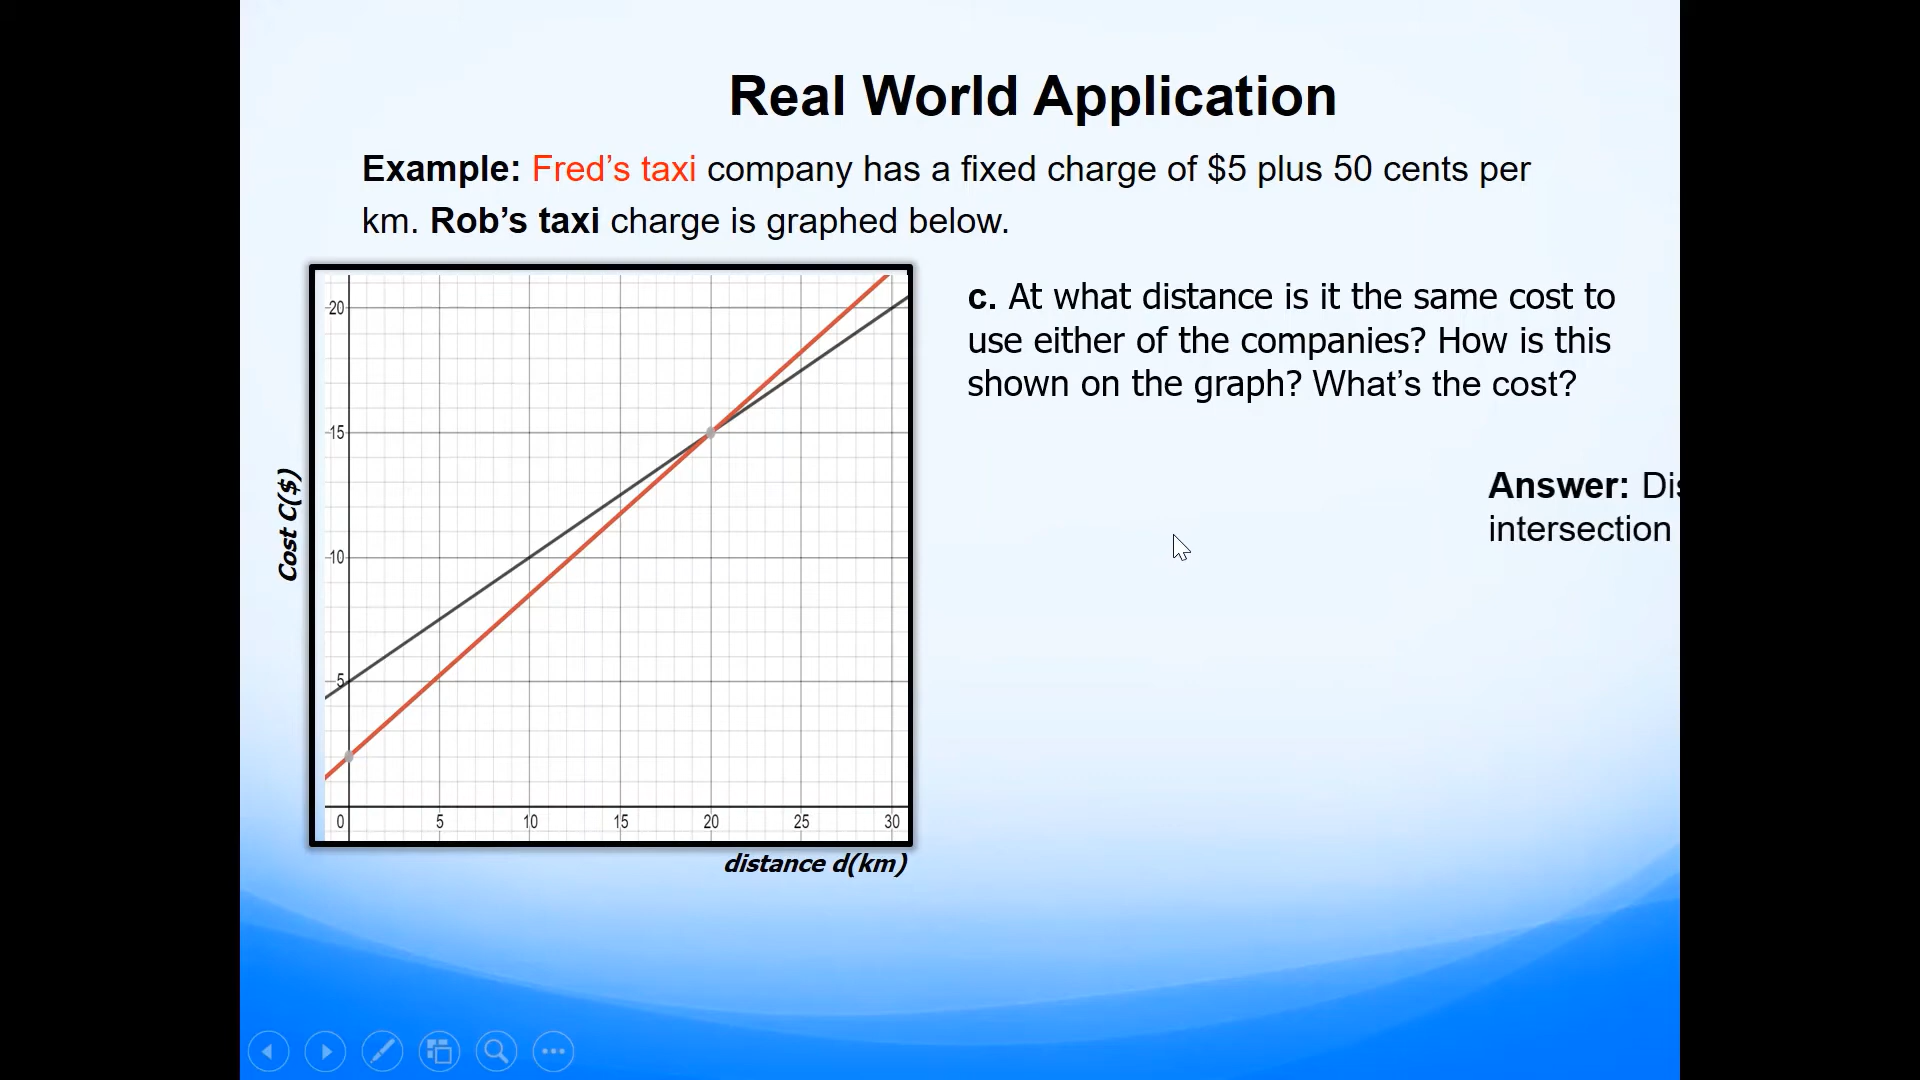 Real World Application
Example: Fred’s taxi company has a fixed charge of $5 plus 50 cents per
km. Rob’s taxi charge is graphed below.
c. At what distance is it the same cost to
use either of the companies? How is this
shown on the graph? What’s the cost?
Answer:
intersection
Cost C($)
20
15
10
5
0 5 10 15 20 25 30
distance d(km)